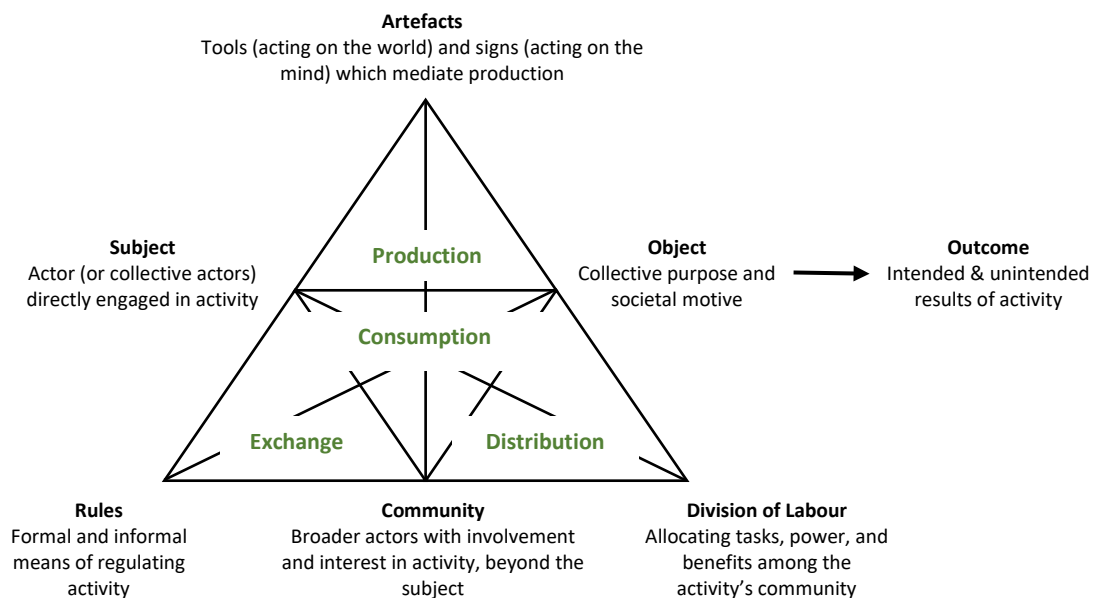 Artefacts
Tools (acting on the world) and signs (acting on the
mind) which mediate production
Production
Subject
Actor (or collective actors)
directly engaged in activity
Object
Collective purpose and
societal motive
Outcome
Intended & unintended
results of activity
Consumption
Exchange
Distribution
Rules
Formal and informal
means of regulating
activity
Community
Broader actors with involvement
and interest in activity, beyond the
subject
Division of Labour
Allocating tasks, power, and
benefits among the
activity's community